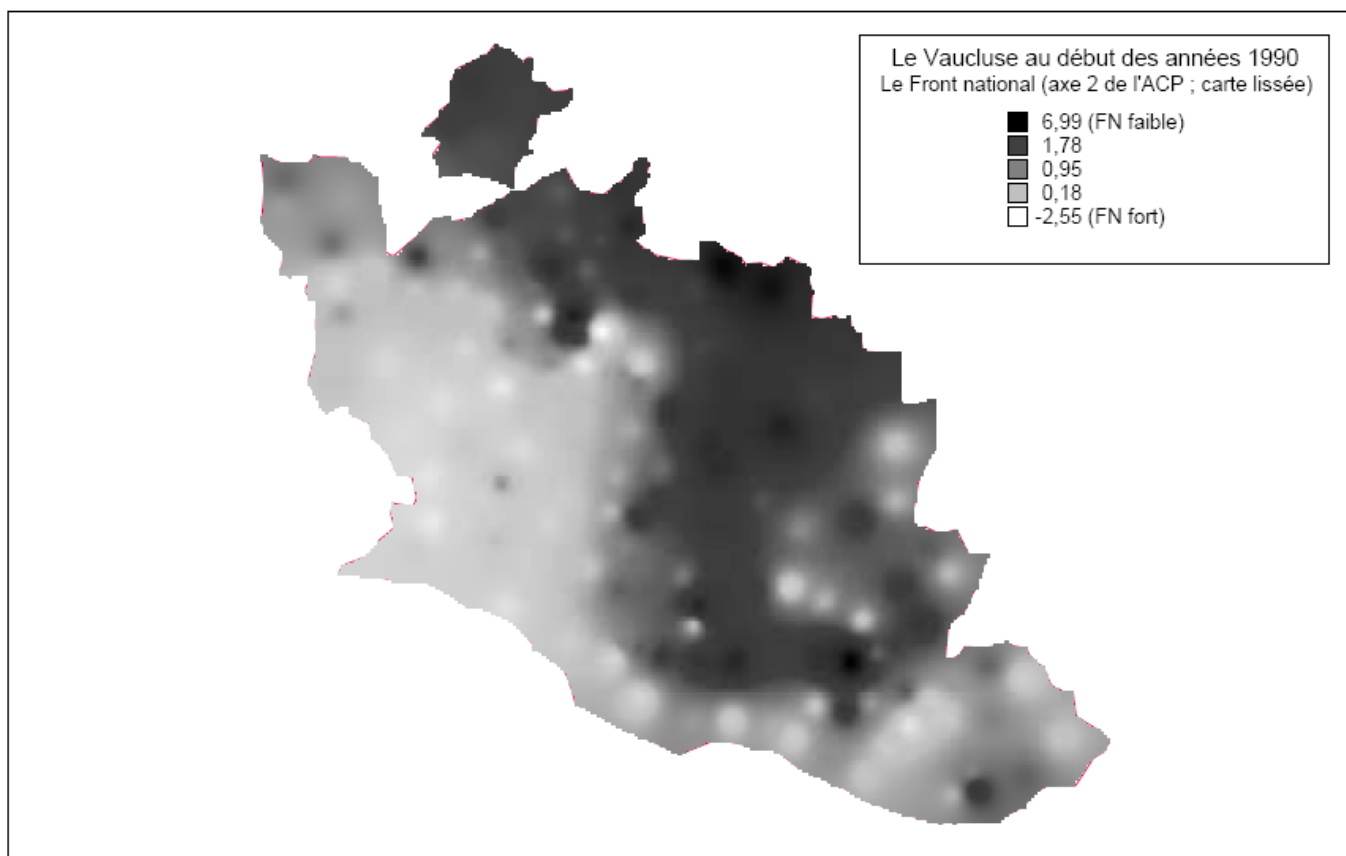 Le Vaucluse au début des années 1990
Le Front national (axe 2 de l'ACP ; carte lissée)
6,99 (FN faible)
1,78
0,95
0,18
-2,55 (FN fort)